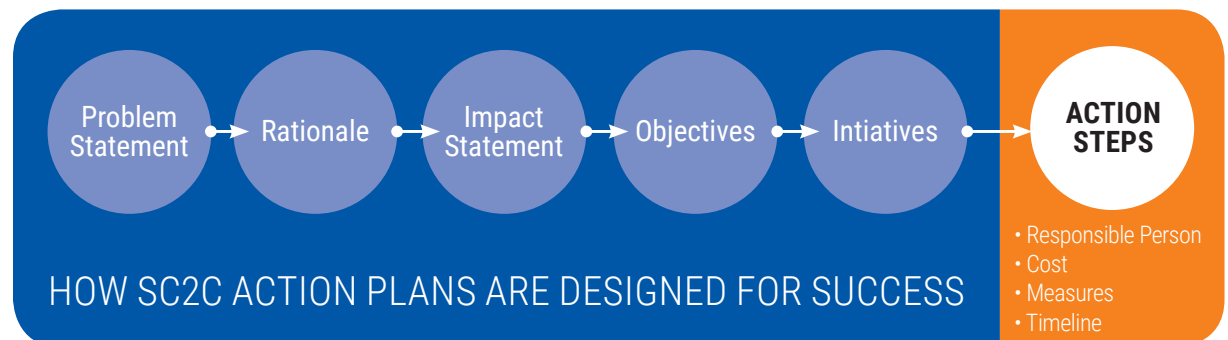 Problem
Statement
Rationale
Impact
Statement
Objectives
Intiatives
ACTION
STEPS
• Responsible Person
• Cost
• Measures
• Timeline
HOW SC2C ACTION PLANS ARE DESIGNED FOR SUCCESS